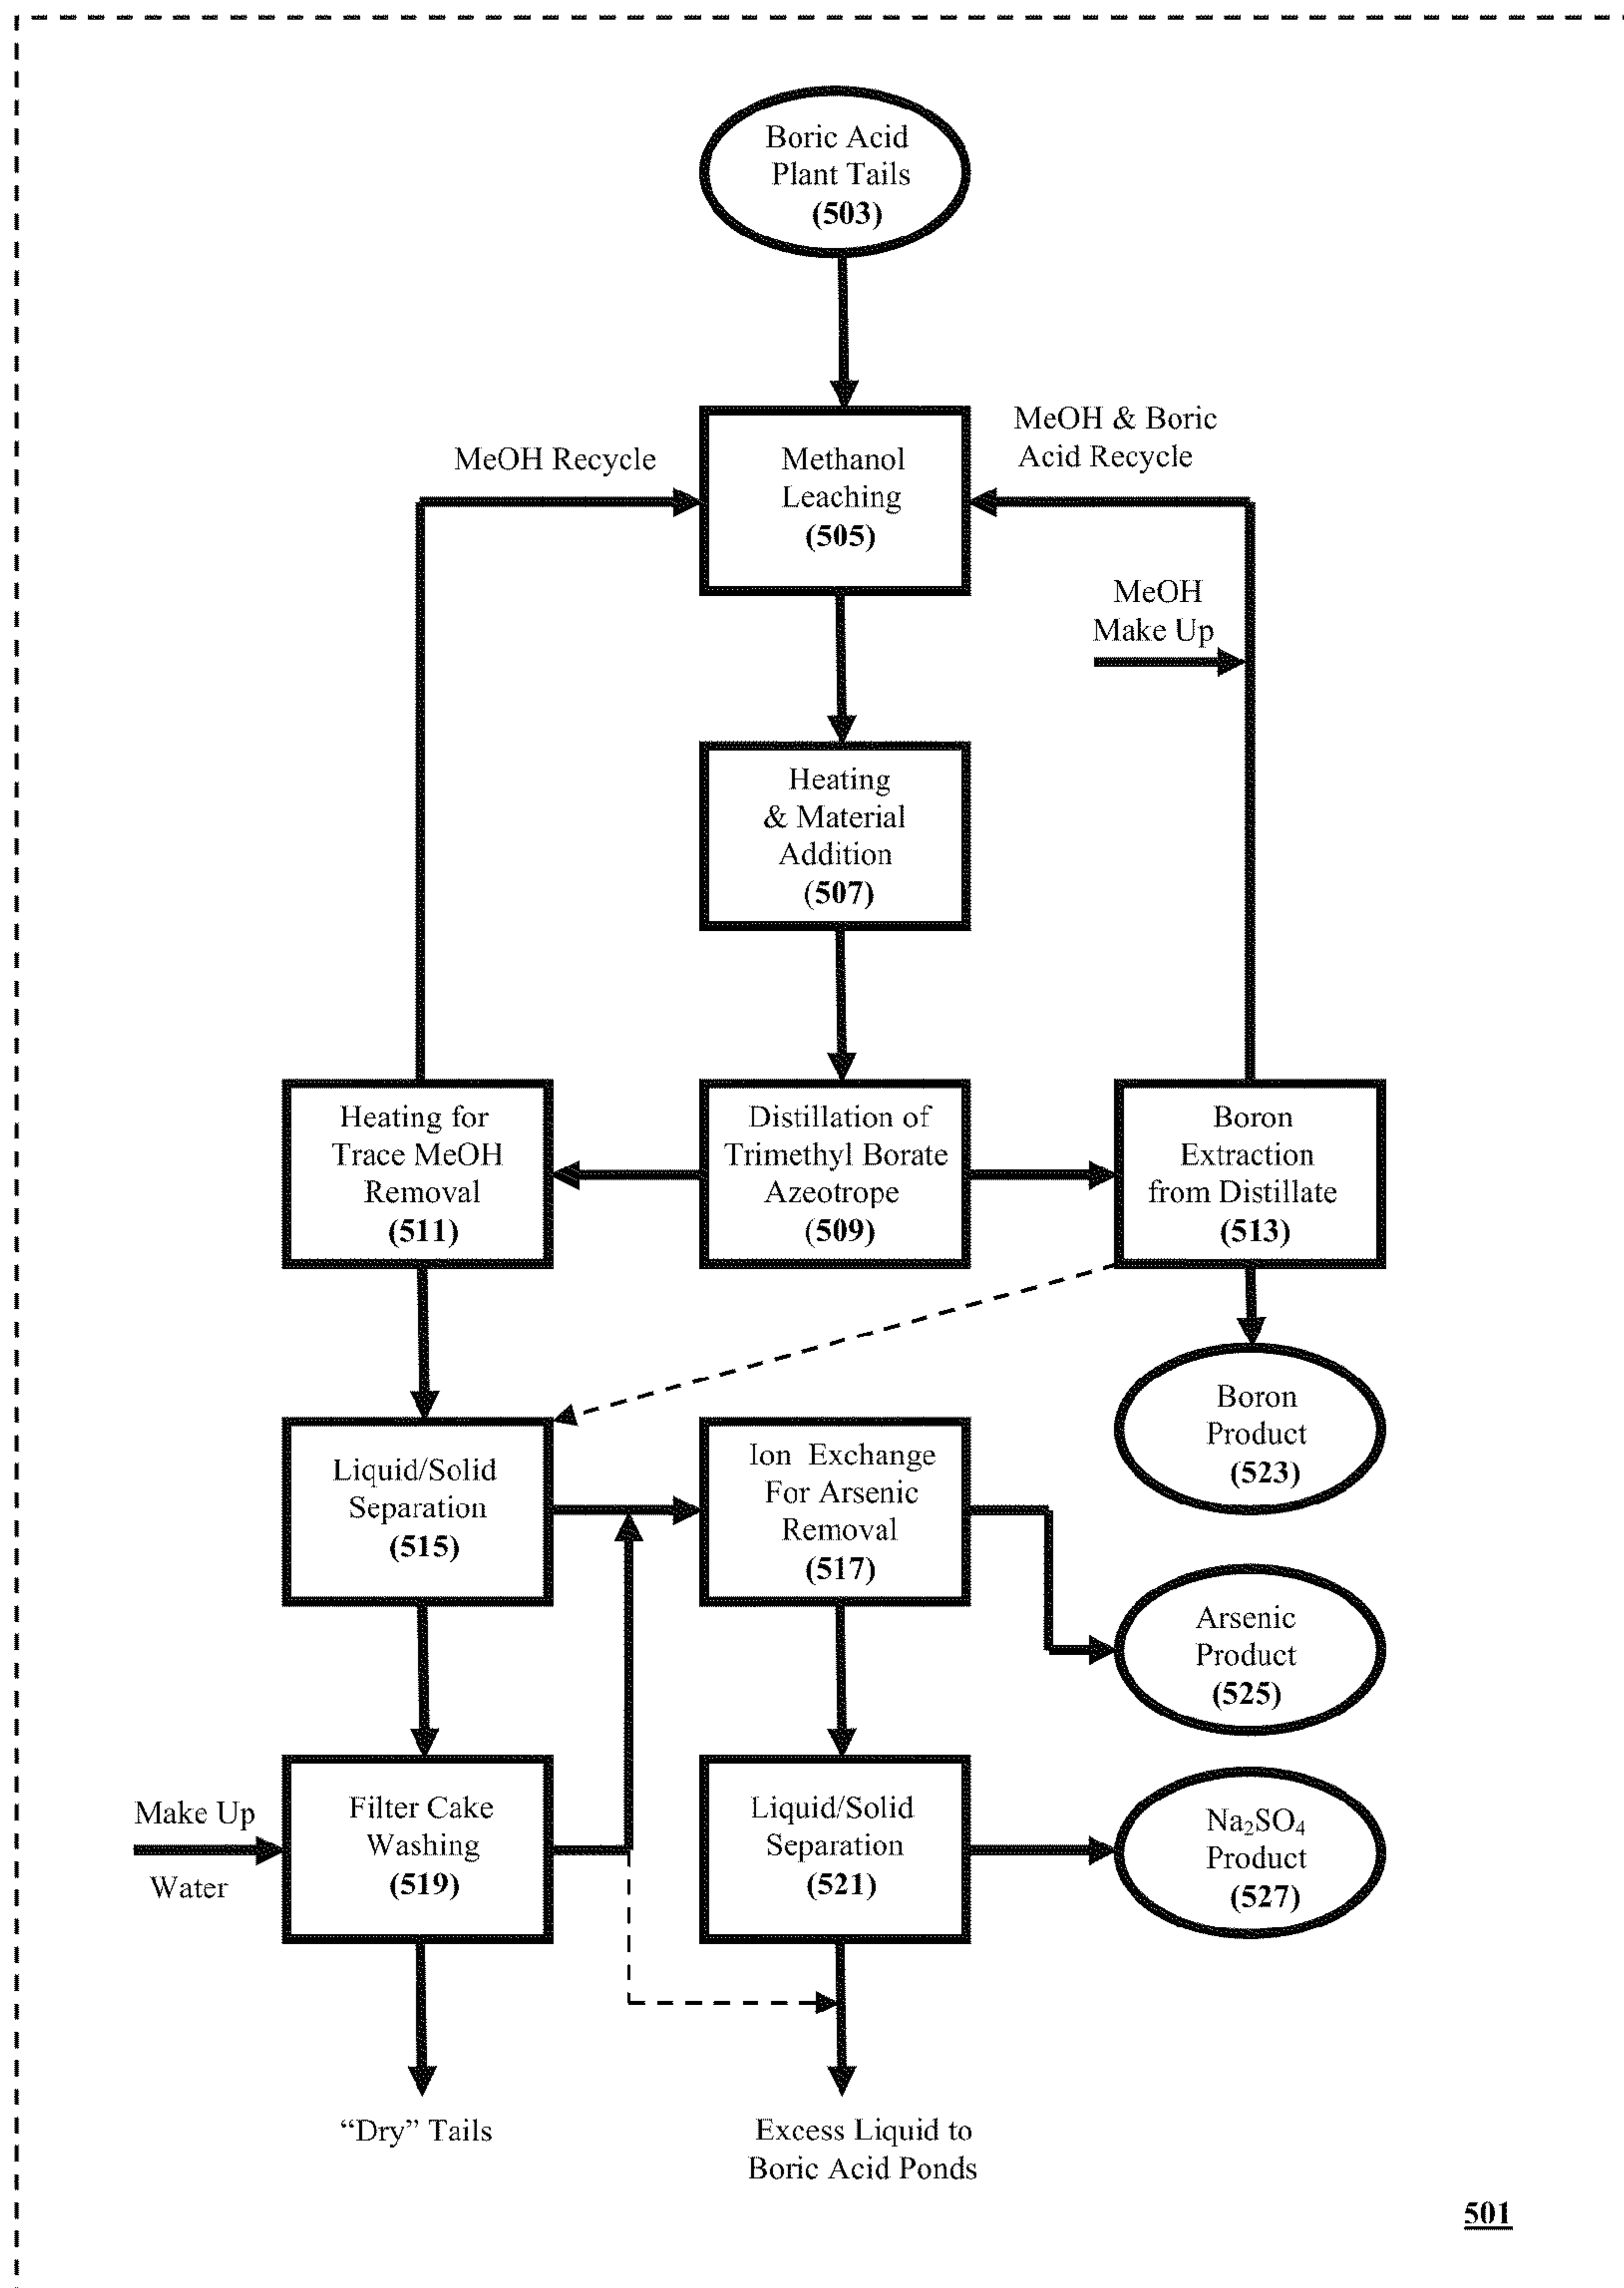 Boric Acid
Plant Tails
(503)
MeOH Recycle
Methanol
Leaching
(505)
MeOH & Boric
Acid Recycle
MeOH
Make Up
Heating
& Material
Addition
(507)
Heating for
Trace MeOH
Removal
(511)
Distillation of
Trimethyl Borate
Azeotrope
(509)
Boron
Extraction
from Distillate
(513)
Boron
Product
(523)
Liquid/Solid
Separation
(515)
Ion Exchange
For Arsenic
Removal
(517)
Arsenic
Product
(525)
Make Up
Water
Filter Cake
Washing
(519)
Liquid/Solid
Separation
(521)
Na₂SO₄
Product
(527)
“Dry” Tails
Excess Liquid to
Boric Acid Ponds
501